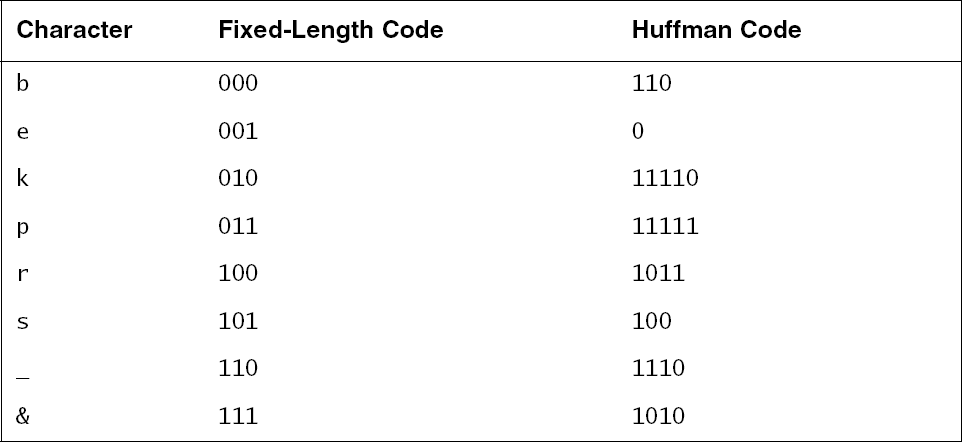 Character Fixed-Length Code Huffman Code
b 000 110
e 001 0
k 010 11110
p 011 11111
r 100 1011
s 101 100
_ 110 1110
& 111 1010